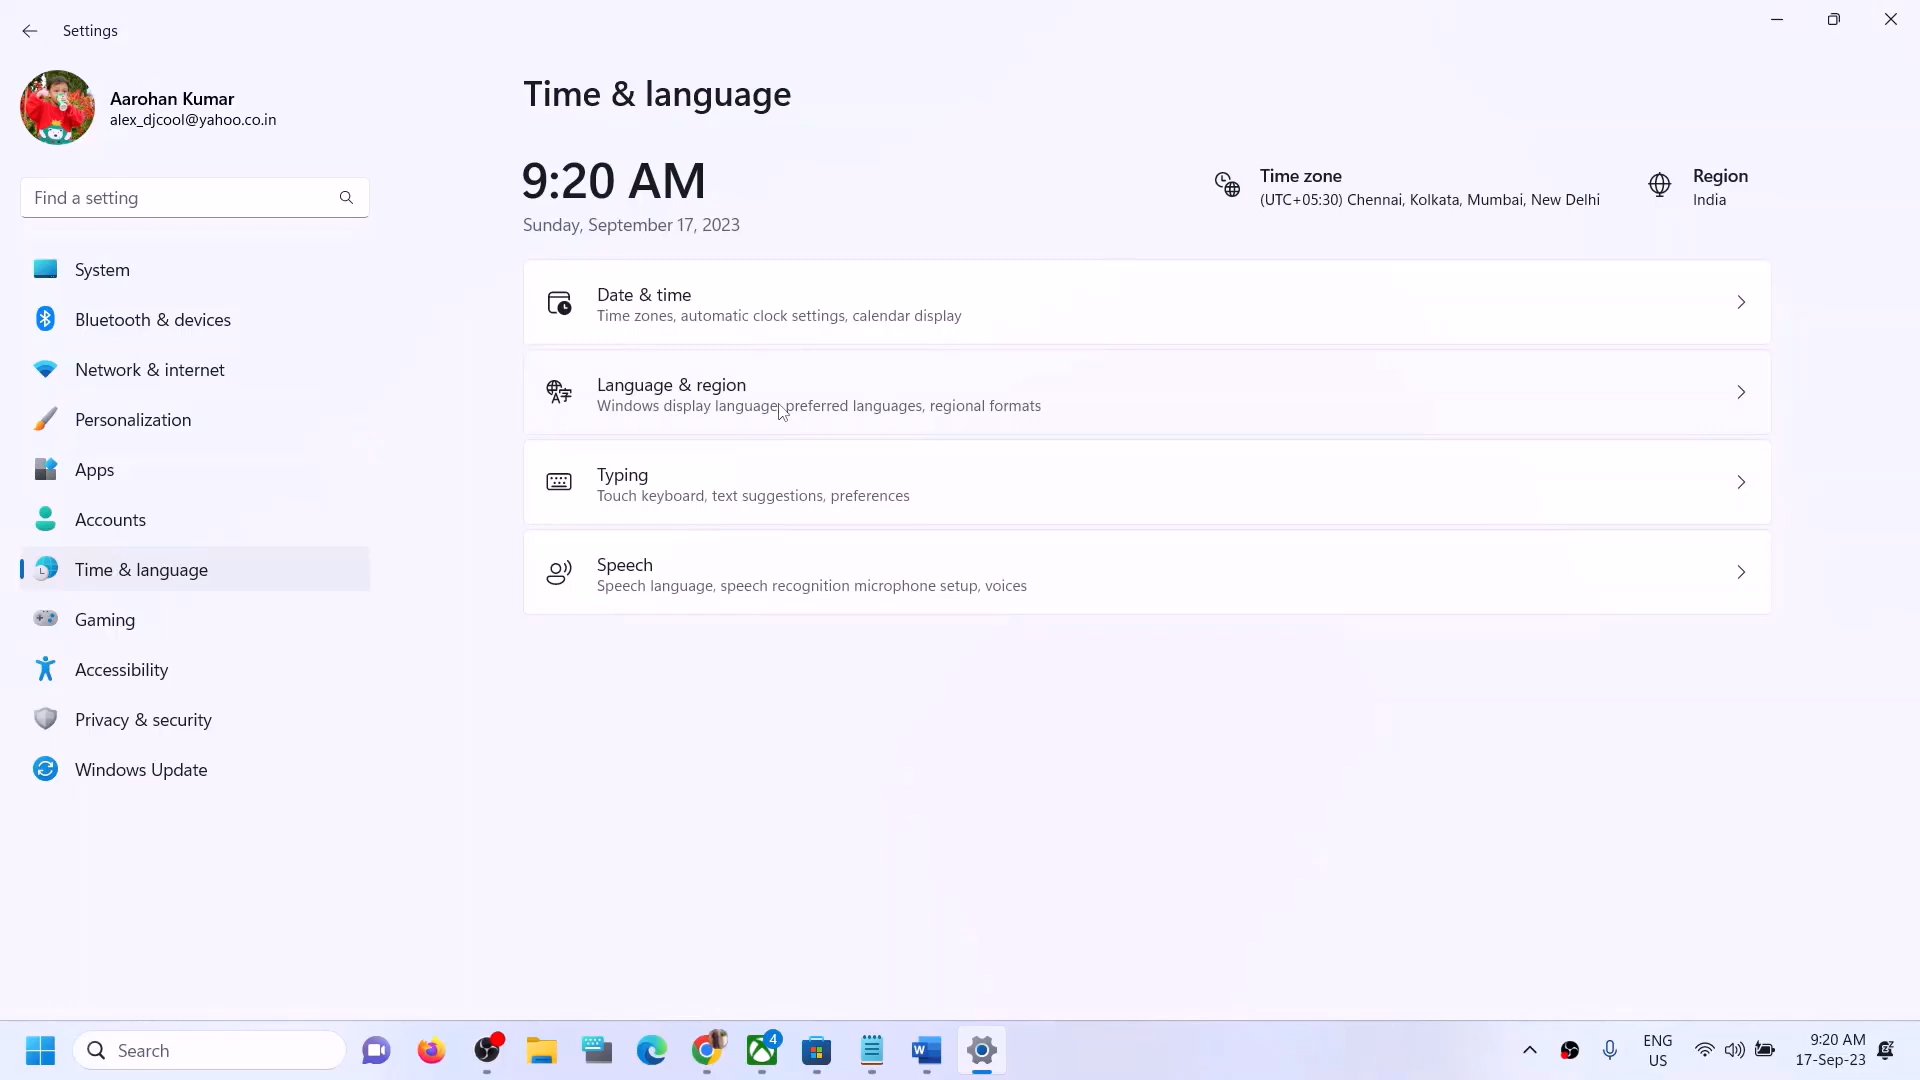 Settings
Aarohan Kumar
alex_djcool@yahoo.co.in
Find a setting
System
Bluetooth & devices
Network & internet
Personalization
Apps
Accounts
Time & language
Gaming
Accessibility
Privacy & security
Windows Update
Time & language
9:20 AM
Sunday, September 17, 2023
Time zone
(UTC+05:30) Chennai, Kolkata, Mumbai, New Delhi
Region
India
Date & time
Time zones, automatic clock settings, calendar display
Language & region
Windows display language, preferred languages, regional formats
Typing
Touch keyboard, text suggestions, preferences
Speech
Speech language, speech recognition microphone setup, voices
Search
4
ENG
US
9:20 AM
17-Sep-23